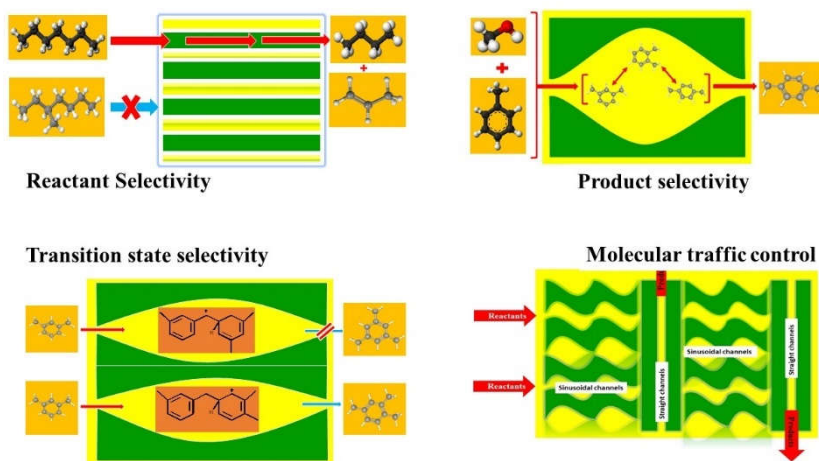 Reactant Selectivity
Product selectivity
Transition state selectivity
Molecular traffic control
Reactants
Reactants
Sinusoidal channels
Straight channels
Sinusoidal channels
Straight channels
Products